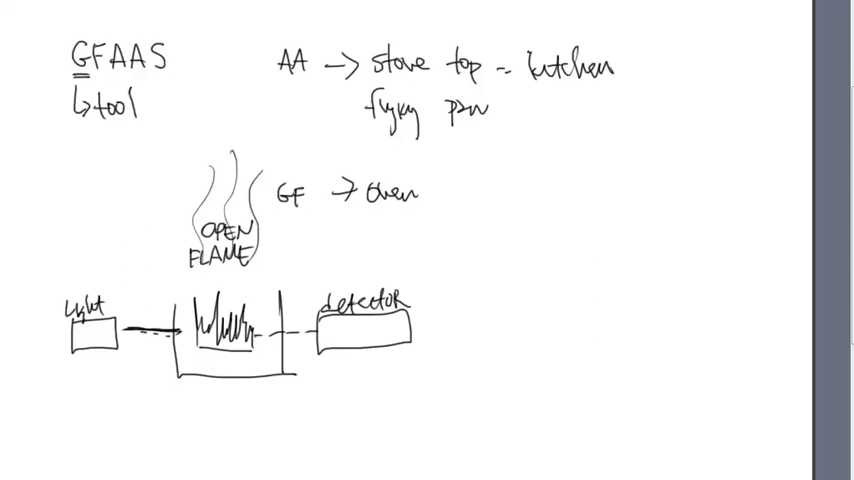 GFAAS
↳tool
AA → stove top - kitchen
frying pan
GF → oven
OPEN
FLAME
light
detector